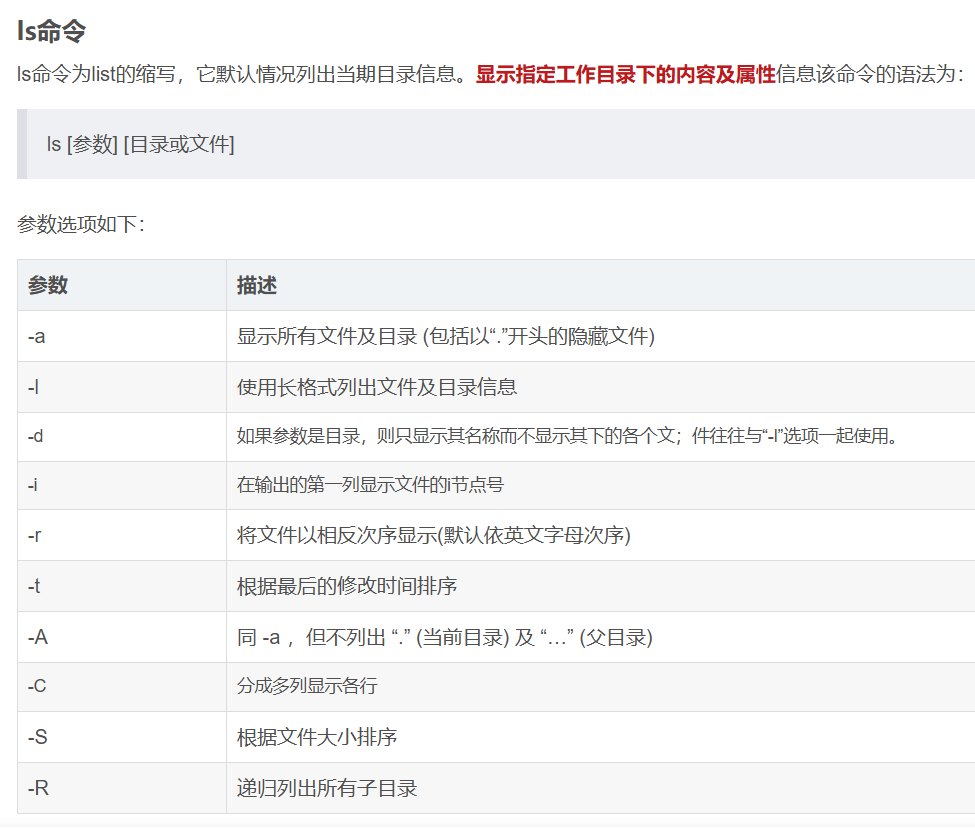 ls命令
ls命令为list的缩写，它默认情况列出当期目录信息。显示指定工作目录下的内容及属性信息该命令的语法为：
ls [参数] [目录或文件]
参数选项如下：
参数 描述
-a 显示所有文件及目录 (包括以“.”开头的隐藏文件)
-l 使用长格式列出文件及目录信息
-d 如果参数是目录，则只显示其名称而不显示其下的各个文；件往往与“-l”选项一起使用。
-i 在输出的第一列显示文件的i节点号
-r 将文件以相反次序显示(默认依英文字母次序)
-t 根据最后的修改时间排序
-A 同 -a ，但不列出 “.” (当前目录) 及 “…” (父目录)
-C 分成多列显示各行
-S 根据文件大小排序
-R 递归列出所有子目录